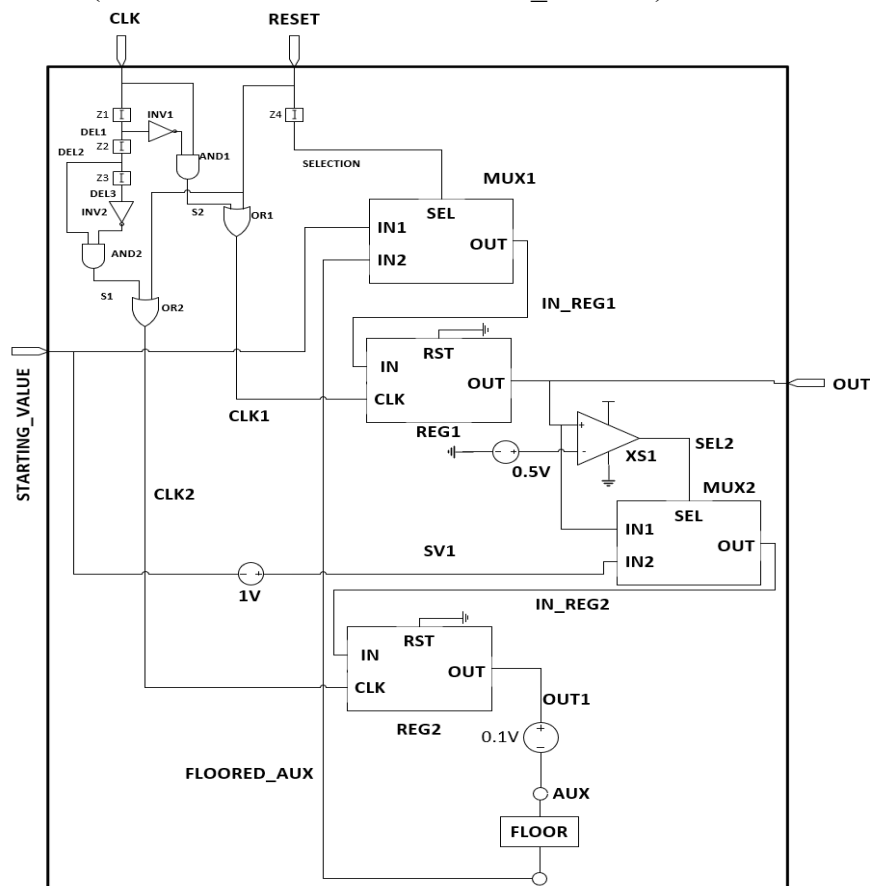 CLK RESET
Z1 INV1 Z4
DEL1
DEL2 Z2 AND1
SELECTION
Z3 MUX1
DEL3 SEL
INV2 S2 OR1 IN1
OUT
AND2 IN2
S1
OR2 IN_REG1
RST
IN
OUT OUT
CLK
CLK1 REG1
STARTING_VALUE
+ SEL2
- + - XS1
0.5V
CLK2 MUX2
SEL
IN1
OUT
SV1 IN2
- +
1V IN_REG2
RST
IN
OUT
CLK OUT1
REG2 +
0.1V
-
FLOORED_AUX
AUX
FLOOR